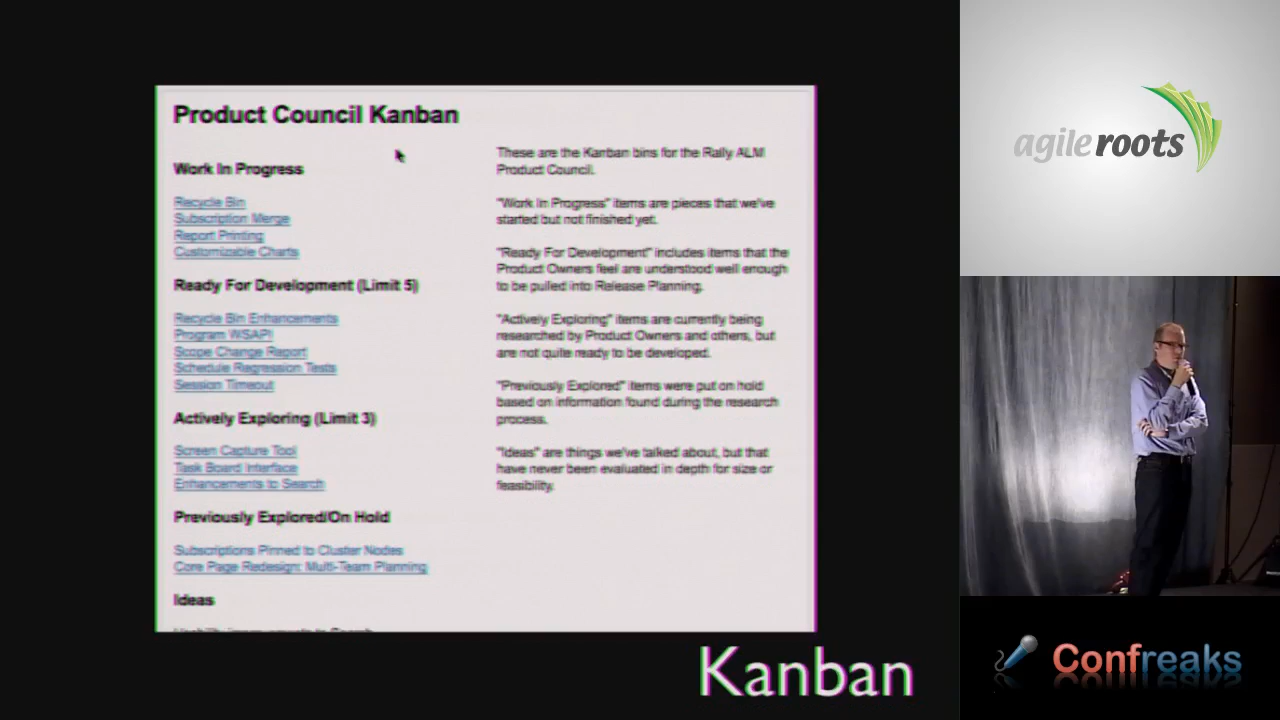 Product Council Kanban
Work In Progress
Recycle Bin
Subscription Merge
Report Printing
Customizable Charts
Ready For Development (Limit 5)
Recycle Bin Enhancements
Program WSAPI
Scope Change Report
Schedule Regression Tests
Session Timeout
Actively Exploring (Limit 3)
Screen Capture Tool
Task Board Interface
Enhancements to Search
Previously Explored/On Hold
Subscriptions Pinned to Cluster Nodes
Core Page Redesign: Multi-Team Planning
Ideas
These are the Kanban bins for the Rally ALM
Product Council.
"Work In Progress" items are pieces that we've
started but not finished yet.
"Ready For Development" includes items that the
Product Owners feel are understood well enough
to be pulled into Release Planning.
"Actively Exploring" items are currently being
researched by Product Owners and others, but
are not quite ready to be developed.
"Previously Explored" items were put on hold
based on information found during the research
process.
"Ideas" are things we've talked about, but that
have never been evaluated in depth for size or
feasibility.
Kanban
agile roots
Confreaks